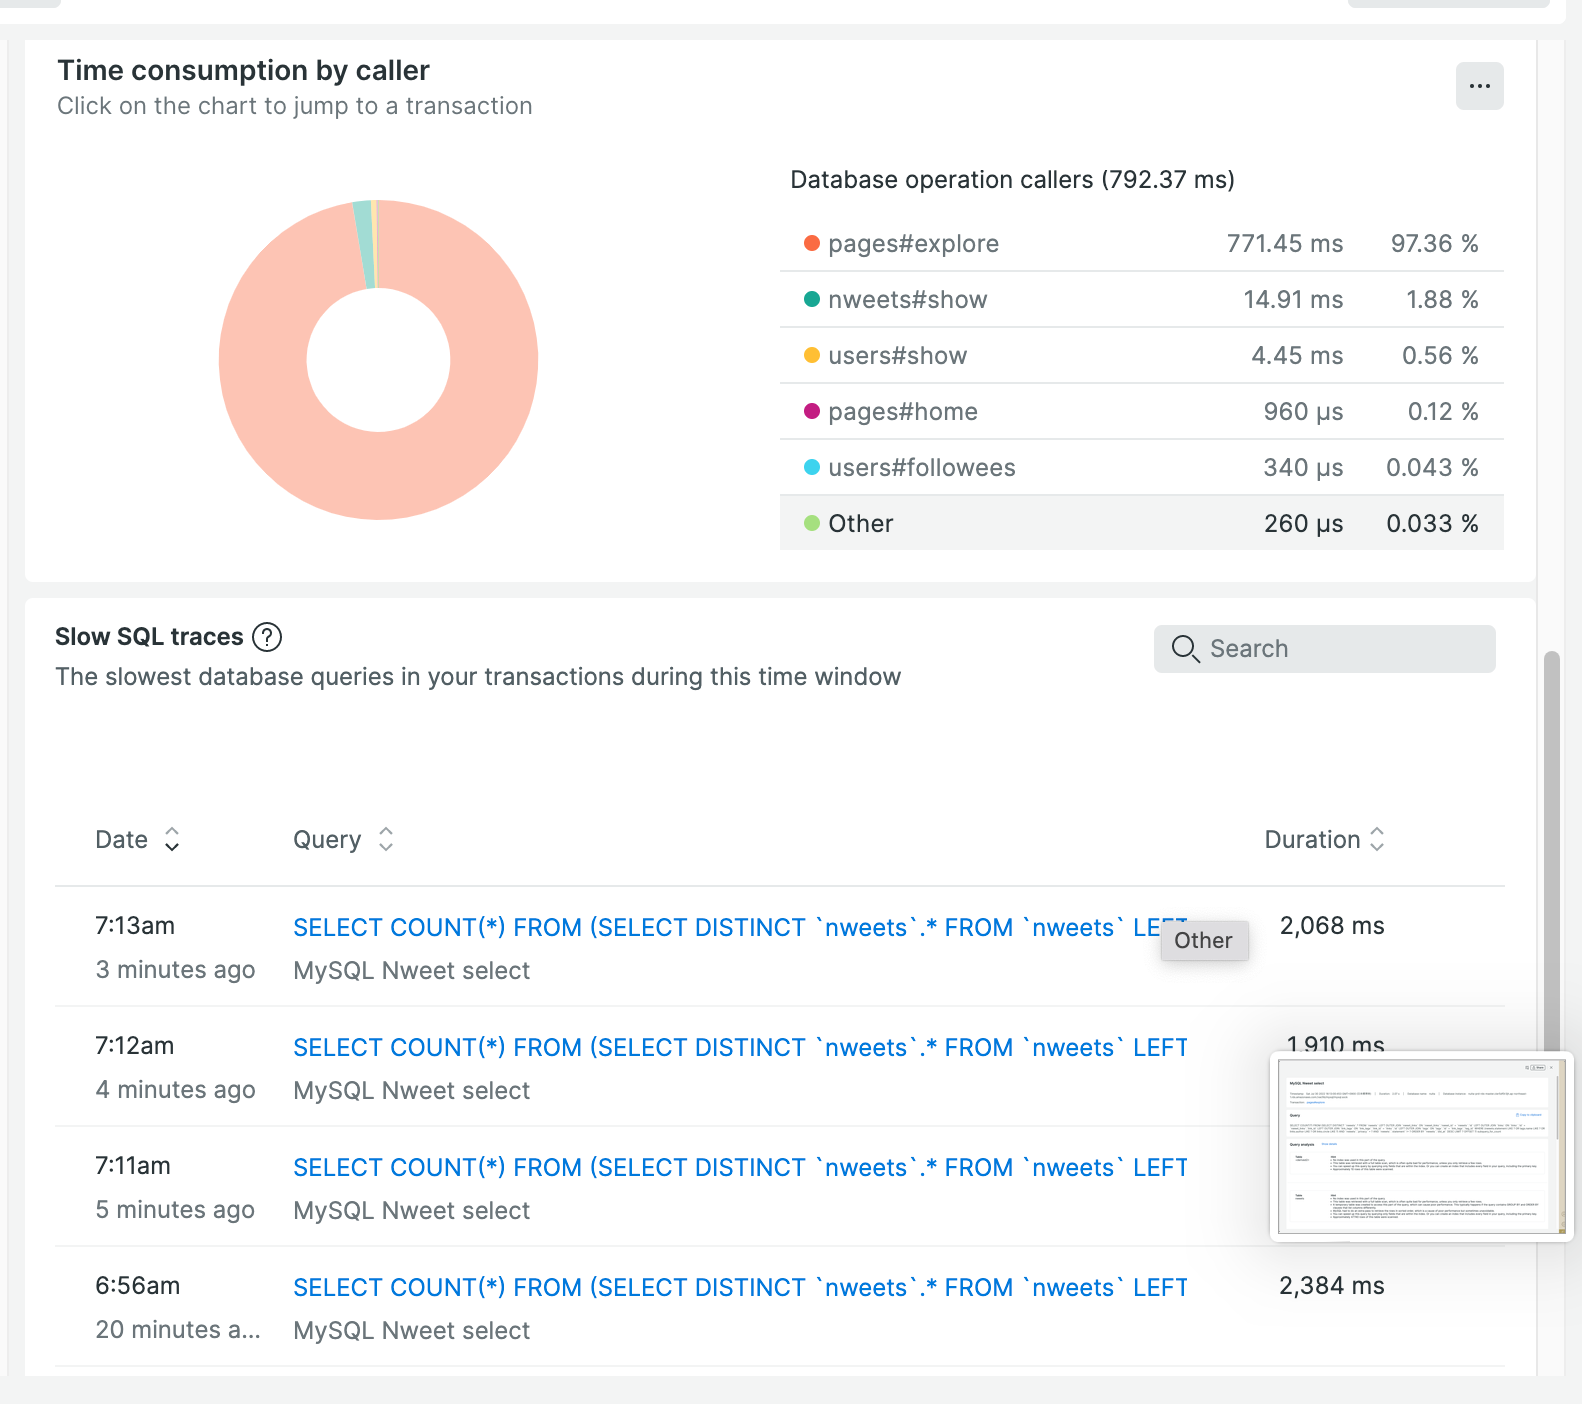 Time consumption by caller
Click on the chart to jump to a transaction
Database operation callers (792.37 ms)
pages#explore 771.45 ms 97.36 %
nweets#show 14.91 ms 1.88 %
users#show 4.45 ms 0.56 %
pages#home 960 µs 0.12 %
users#followees 340 µs 0.043 %
Other 260 µs 0.033 %
Slow SQL traces ?
Search
The slowest database queries in your transactions during this time window
Date Query Duration
7:13am SELECT COUNT(*) FROM (SELECT DISTINCT `nweets`.* FROM `nweets` LEFT 2,068 ms
Other
3 minutes ago MySQL Nweet select
7:12am SELECT COUNT(*) FROM (SELECT DISTINCT `nweets`.* FROM `nweets` LEFT 1,910 ms
4 minutes ago MySQL Nweet select
MySQL Nweet select
Query
Query analysis
7:11am SELECT COUNT(*) FROM (SELECT DISTINCT `nweets`.* FROM `nweets` LEFT
5 minutes ago MySQL Nweet select
6:56am SELECT COUNT(*) FROM (SELECT DISTINCT `nweets`.* FROM `nweets` LEFT 2,384 ms
20 minutes a... MySQL Nweet select